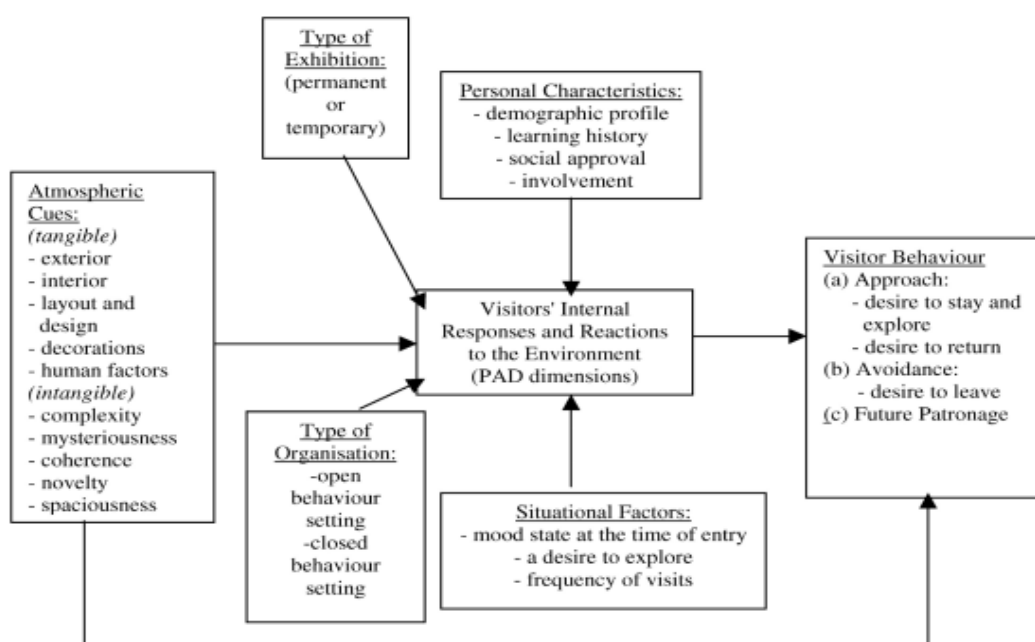 Type of
Exhibition:
(permanent
or
temporary)
Personal Characteristics:
- demographic profile
- learning history
- social approval
- involvement
Atmospheric
Cues:
(tangible)
- exterior
- interior
- layout and
design
- decorations
- human factors
(intangible)
- complexity
- mysteriousness
- coherence
- novelty
- spaciousness
Visitors' Internal
Responses and Reactions
to the Environment
(PAD dimensions)
Visitor Behaviour
(a) Approach:
- desire to stay and
explore
- desire to return
(b) Avoidance:
- desire to leave
(c) Future Patronage
Type of
Organisation:
-open
behaviour
setting
-closed
behaviour
setting
Situational Factors:
- mood state at the time of entry
- a desire to explore
- frequency of visits